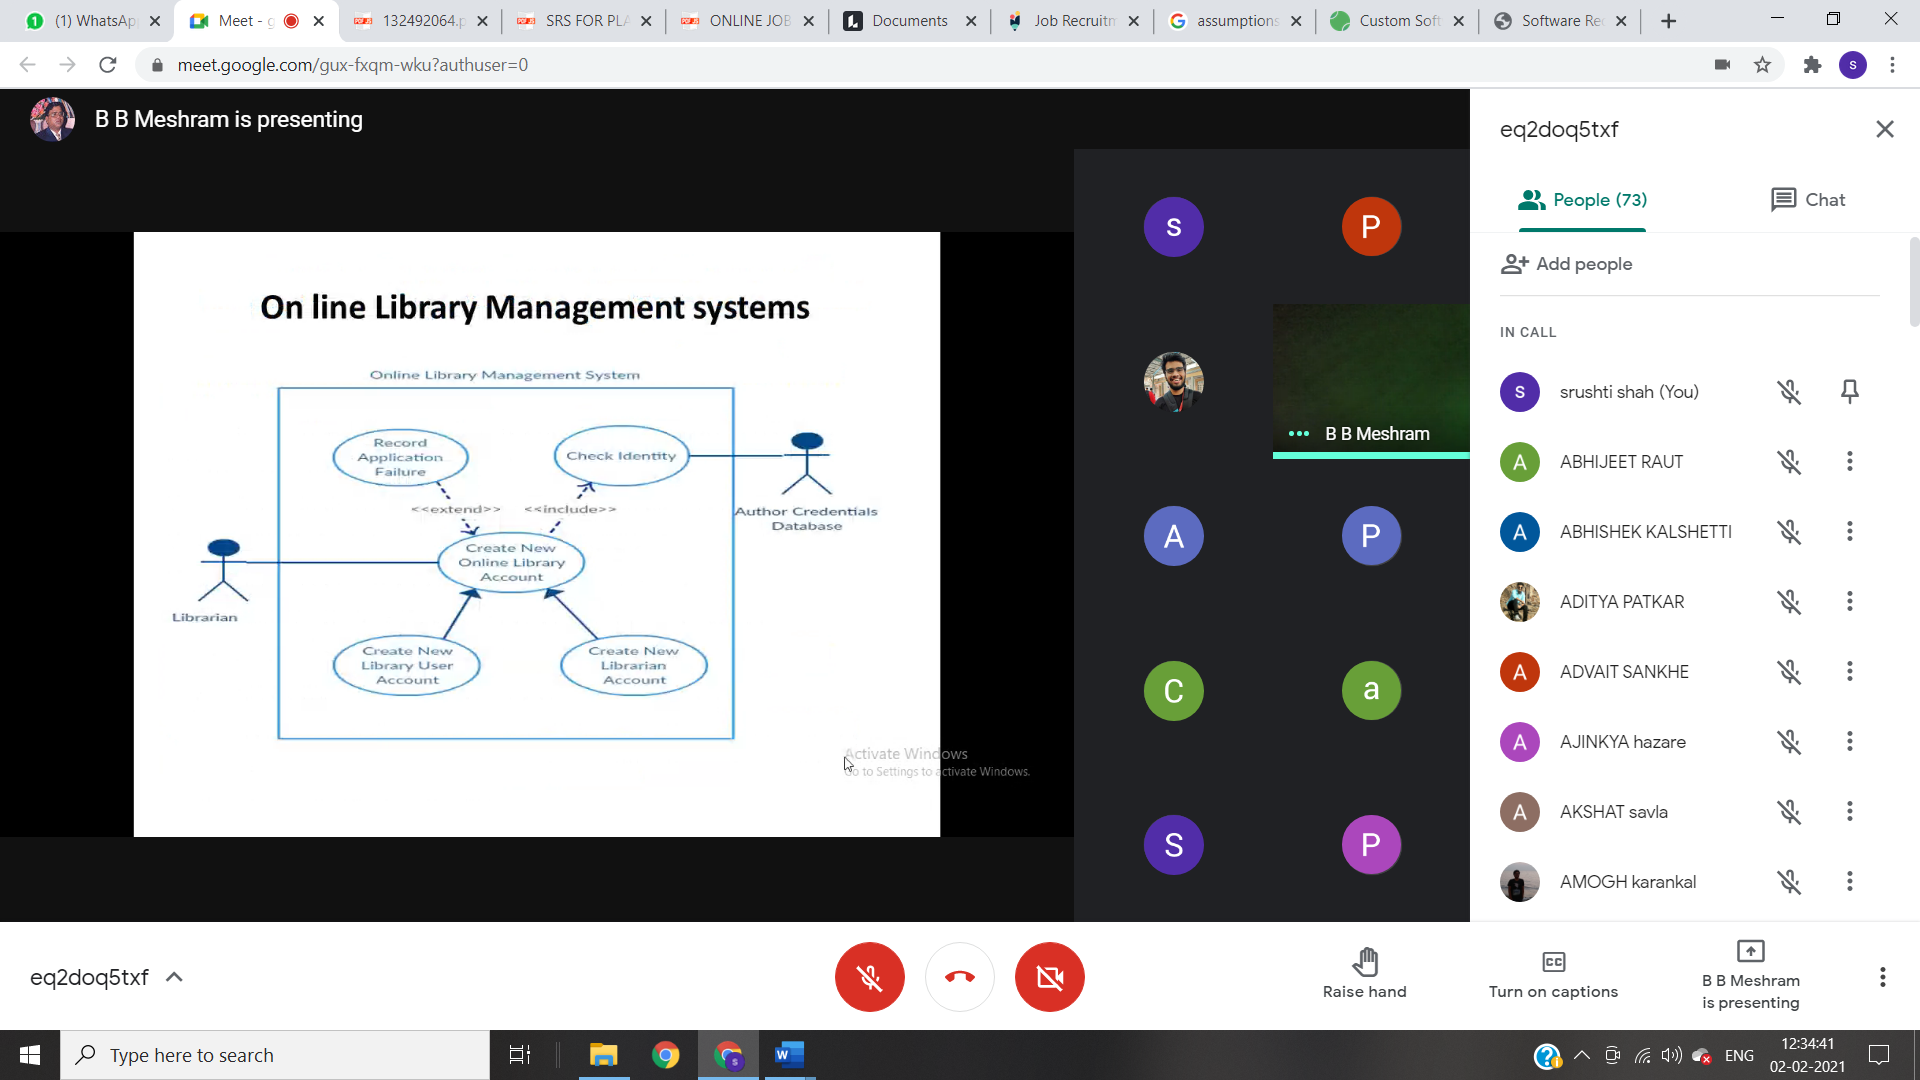 (1) WhatsAp
Meet - g
132492064.p
SRS FOR PLA
ONLINE JOB
Documents
Job Recruitm
assumptions
Custom Soft
Software Re
meet.google.com/gux-fxqm-wku?authuser=0
s
B B Meshram is presenting
eq2doq5txf
People (73)
Chat
Add people
IN CALL
s srushti shah (You)
A ABHIJEET RAUT
A ABHISHEK KALSHETTI
ADITYA PATKAR
A ADVAIT SANKHE
A AJINKYA hazare
A AKSHAT savla
AMOGH karankal
s
P
B B Meshram
A
P
C
a
S
P
On line Library Management systems
Online Library Management System
Record
Application
Failure
Check Identity
<<extend>>
<<include>>
Author Credentials
Database
Create New
Online Library
Account
Librarian
Create New
Library User
Account
Create New
Librarian
Account
Activate Windows
Go to Settings to activate Windows.
eq2doq5txf
Raise hand
CC
Turn on captions
B B Meshram
is presenting
Type here to search
ENG
12:34:41
02-02-2021